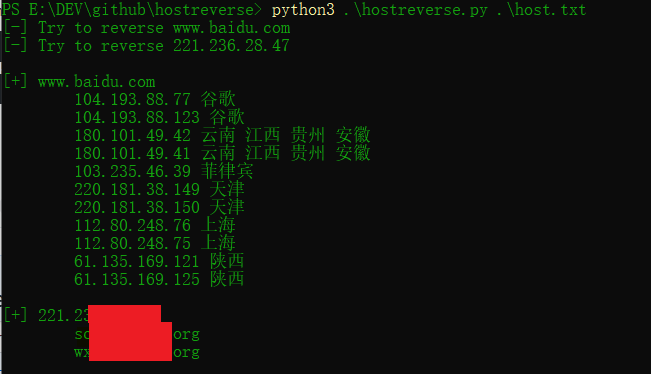 PS E:\DEV\github\hostreverse> python3 .\hostreverse.py .\host.txt
[-] Try to reverse www.baidu.com
[-] Try to reverse 221.236.28.47
[+] www.baidu.com
104.193.88.77 谷歌
104.193.88.123 谷歌
180.101.49.42 云南 江西 贵州 安徽
180.101.49.41 云南 江西 贵州 安徽
103.235.46.39 菲律宾
220.181.38.149 天津
220.181.38.150 天津
112.80.248.76 上海
112.80.248.75 上海
61.135.169.121 陕西
61.135.169.125 陕西
[+] 221.23
org
wx org